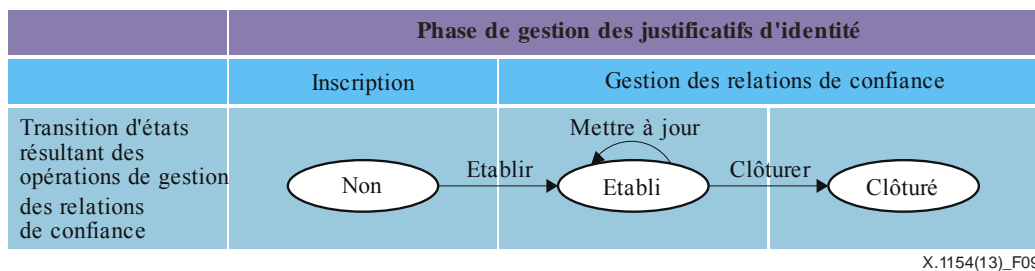 Phase de gestion des justificatifs d'identité
Inscription
Gestion des relations de confiance
Transition d'états
résultant des
opérations de gestion
des relations
de confiance
Mettre à jour
Non
Etablir
Etabli
Clôturer
Clôturé
X.1154(13)_F09